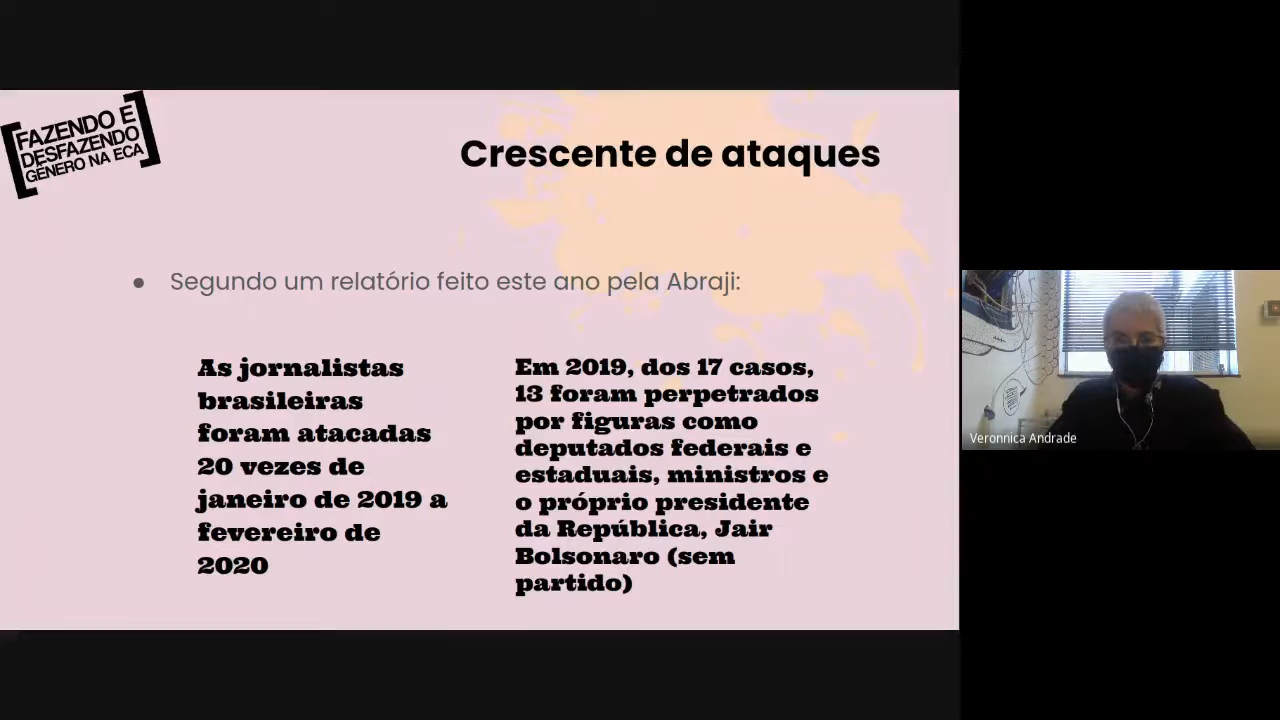 FAZENDO E
DESFAZENDO
GÊNERO NA ECA
Crescente de ataques
● Segundo um relatório feito este ano pela Abraji:
As jornalistas
brasileiras
foram atacadas
20 vezes de
janeiro de 2019 a
fevereiro de
2020
Em 2019, dos 17 casos,
13 foram perpetrados
por figuras como
deputados federais e
estaduais, ministros e
o próprio presidente
da República, Jair
Bolsonaro (sem
partido)
Veronnica Andrade